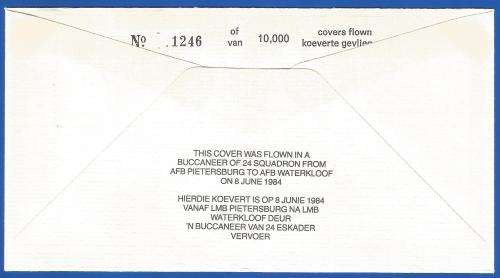 No. 1246 of 10,000 covers flown
van koeverte gevlieg
THIS COVER WAS FLOWN IN A
BUCCANEER OF 24 SQUADRON FROM
AFB PIETERSBURG TO AFB WATERKLOOF
ON 8 JUNE 1984
HIERDIE KOEVERT IS OP 8 JUNIE 1984
VANAF LMB PIETERSBURG NA LMB
WATERKLOOF DEUR
'N BUCCANEER VAN 24 ESKADER
VERVOER